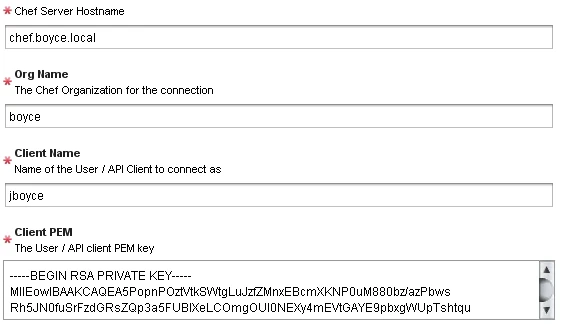 * Chef Server Hostname
chef.boyce.local
* Org Name
The Chef Organization for the connection
boyce
* Client Name
Name of the User / API Client to connect as
jboyce
* Client PEM
The User / API client PEM key
-----BEGIN RSA PRIVATE KEY-----
MIIEowIBAAKCAQEA5PopnPOztVtkSWtgLuJzfZMnxEBcmXKNP0uM880bz/azPbws
Rh5JN0fuSrFzdGRsZQp3a5FUBIXeLCOmgOUI0NEXy4mEVtGAYE9pbxgWUpTshtqu